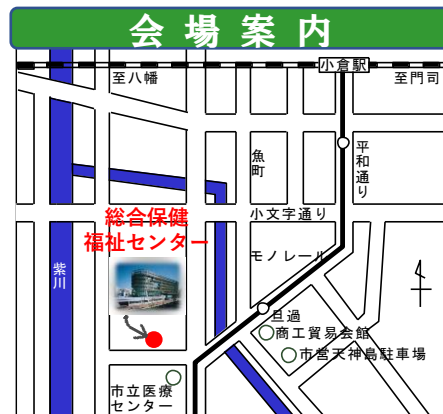 会場案内
小倉駅
至八幡
至門司
平和通り
魚町
総合保健
福祉センター
小文字通り
モノレール
紫川
旦過
商工貿易会館
市営天神島駐車場
市立医療
センター